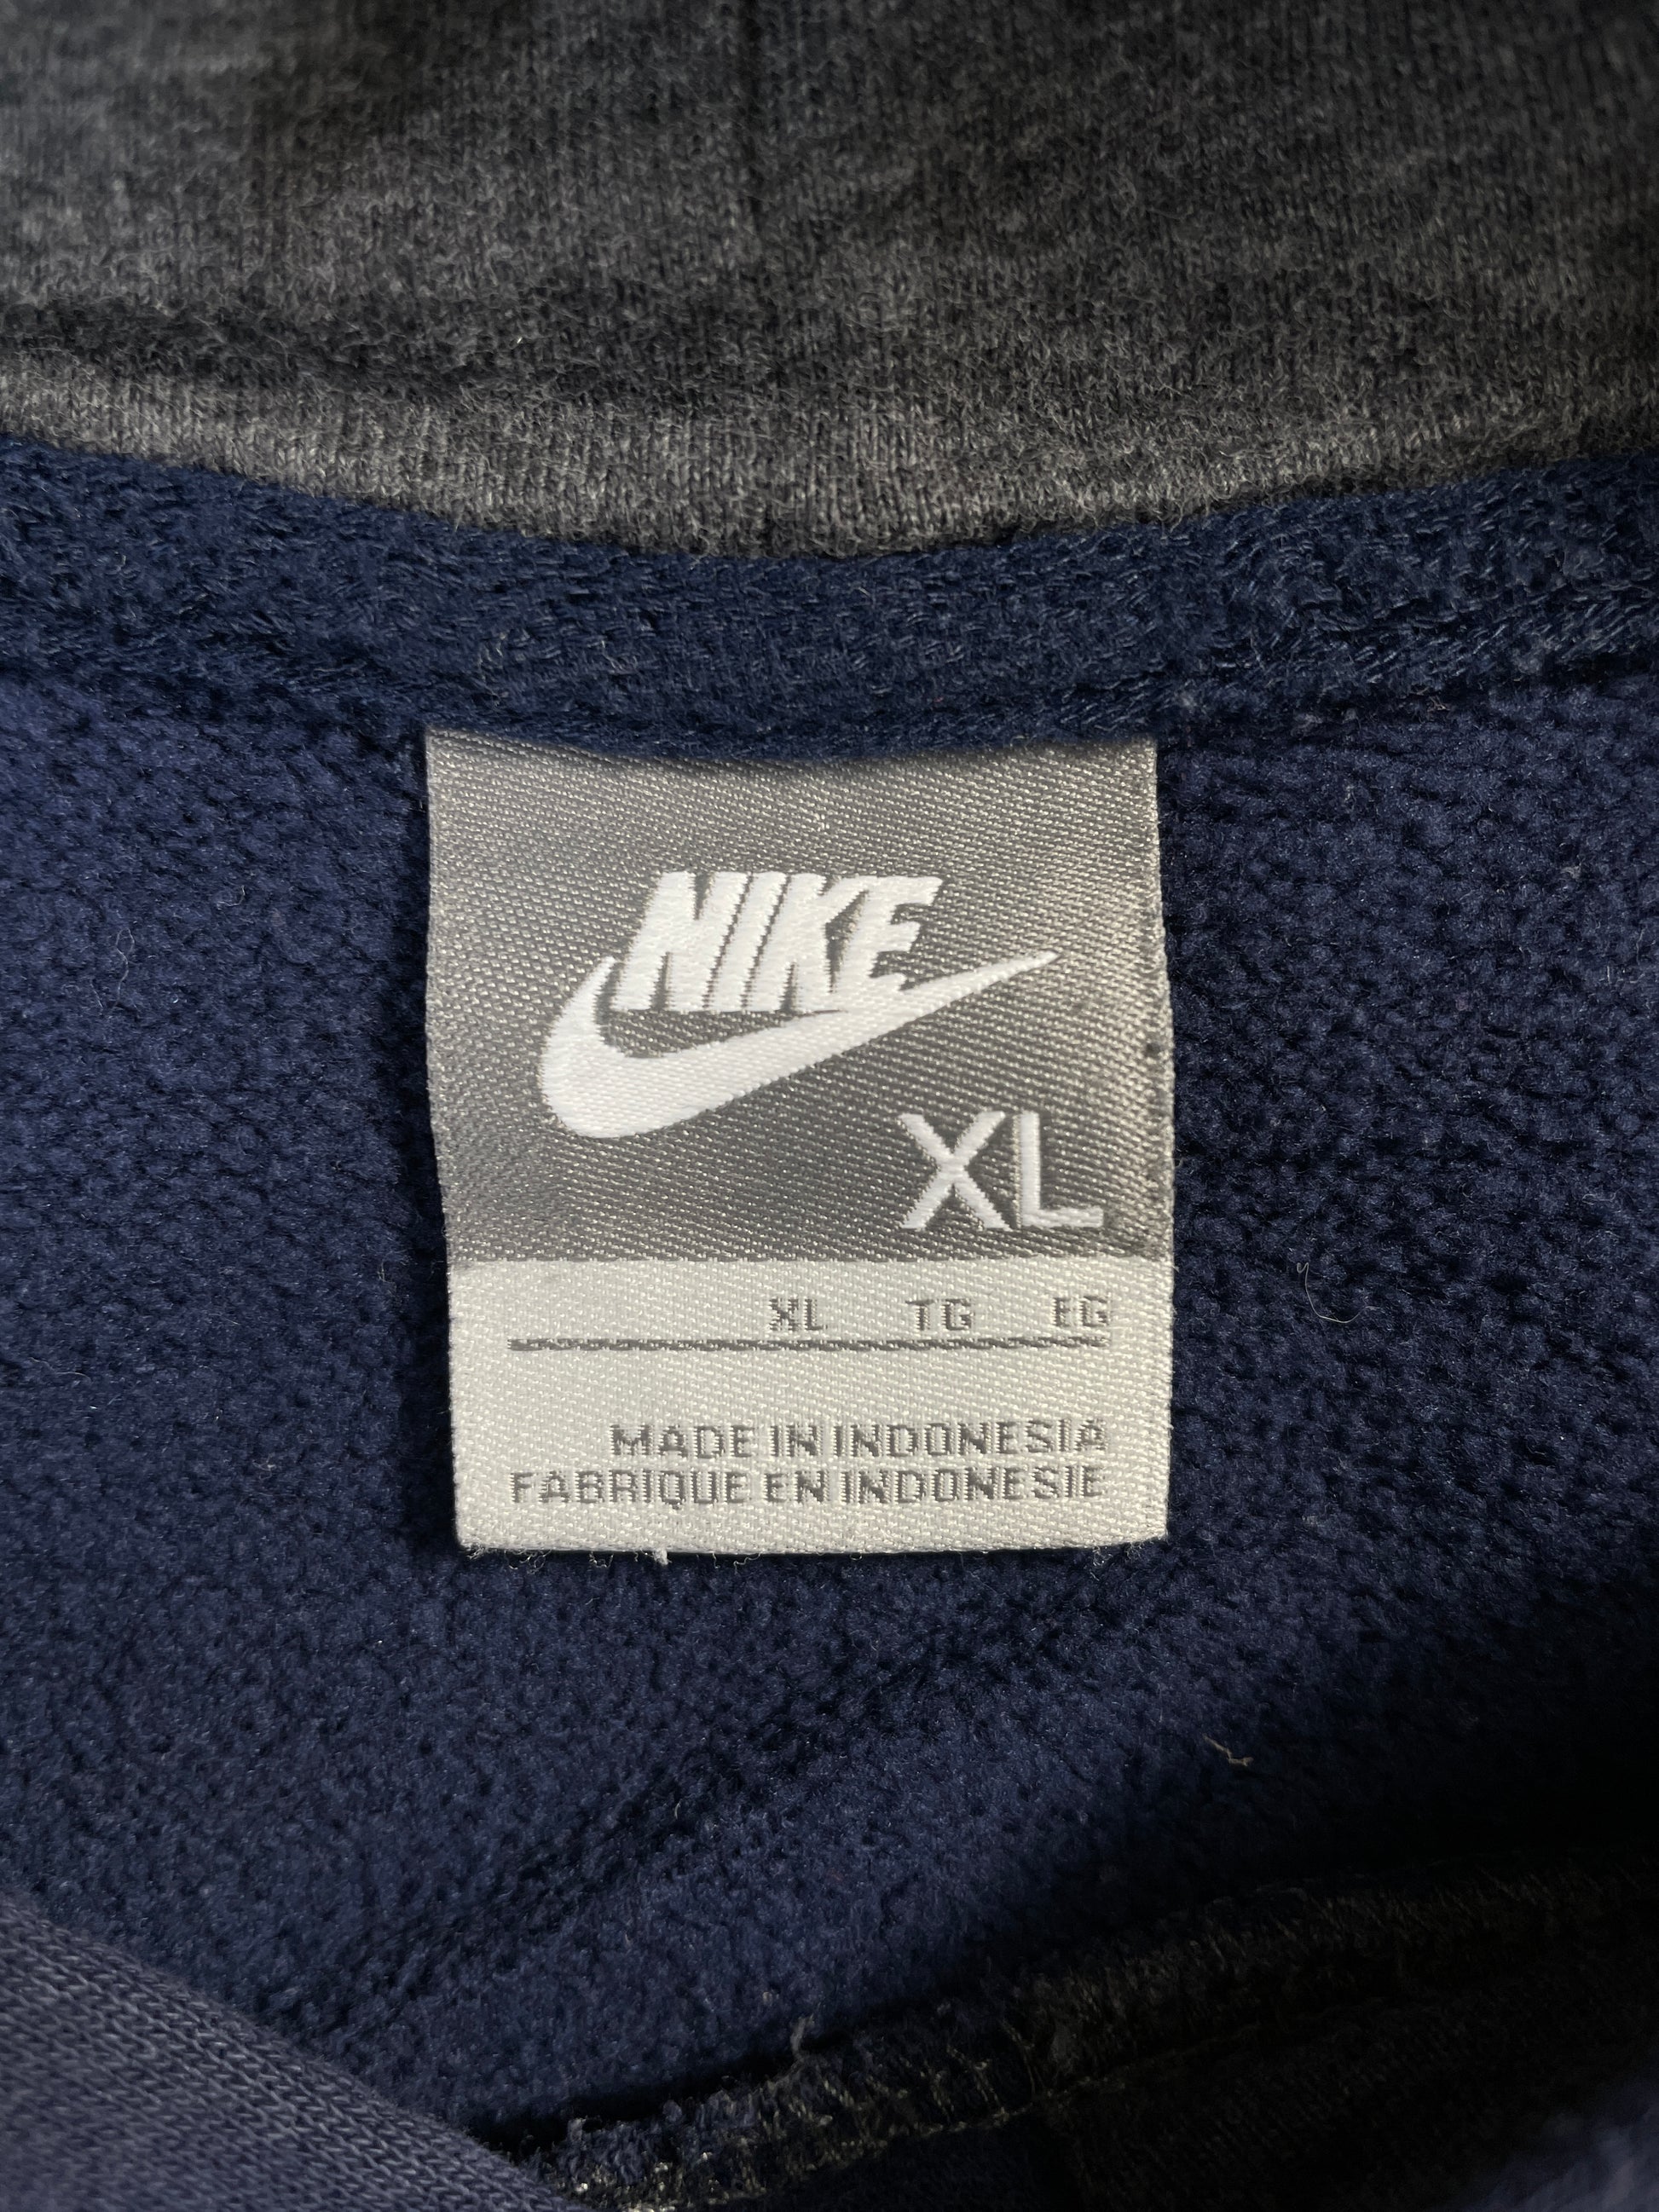 NIKE
XL
XL TG EG
MADE IN INDONESIA
FABRIQUE EN INDONESIE